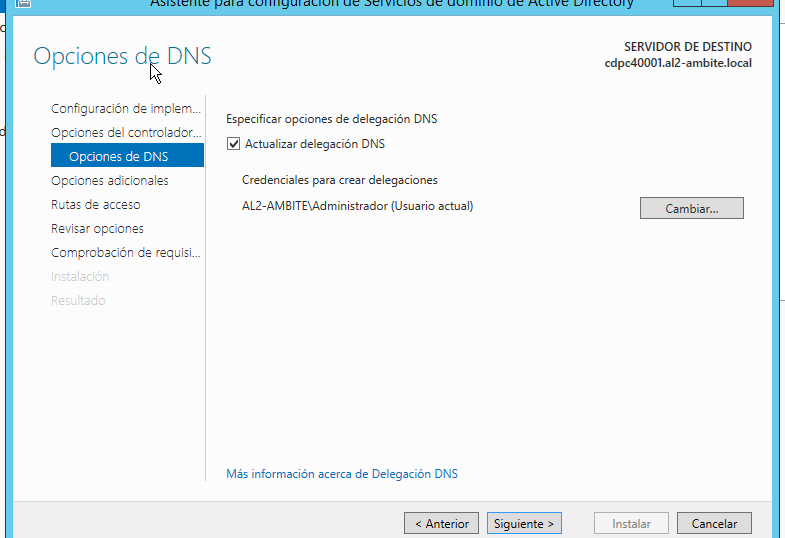 Asistente para configuración de Servicios de dominio de Active Directory
Opciones de DNS
SERVIDOR DE DESTINO
cdpc40001.al2-ambite.local
Configuración de implem...
Opciones del controlador...
Opciones de DNS
Opciones adicionales
Rutas de acceso
Revisar opciones
Comprobación de requisi...
Instalación
Resultado
Especificar opciones de delegación DNS
Actualizar delegación DNS
Credenciales para crear delegaciones
AL2-AMBITE\Administrador (Usuario actual)
Cambiar...
Más información acerca de Delegación DNS
< Anterior
Siguiente >
Instalar
Cancelar